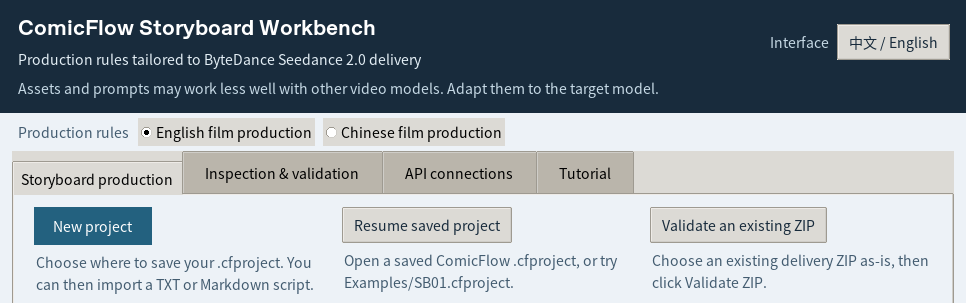 ComicFlow Storyboard Workbench
Production rules tailored to ByteDance Seedance 2.0 delivery
Assets and prompts may work less well with other video models. Adapt them to the target model.
Interface
中文 / English
Production rules
English film production
Chinese film production
Storyboard production
Inspection & validation
API connections
Tutorial
New project
Choose where to save your .cfproject. You
can then import a TXT or Markdown script.
Resume saved project
Open a saved ComicFlow .cfproject, or try
Examples/SB01.cfproject.
Validate an existing ZIP
Choose an existing delivery ZIP as-is, then
click Validate ZIP.